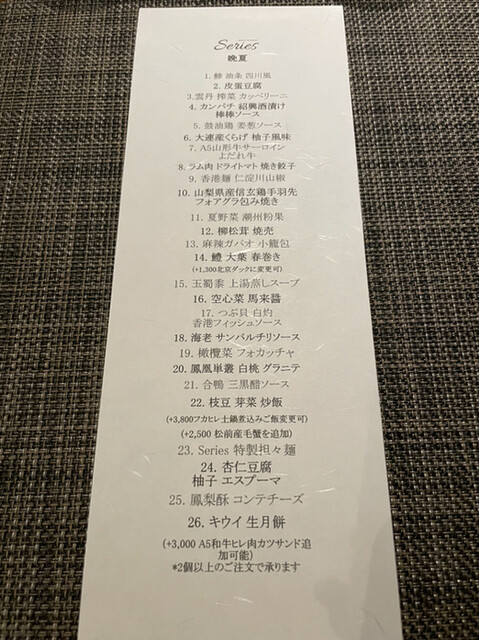 Series
晩夏
1. 鯵 油条 四川風
2. 皮蛋豆腐
3. 雲丹 搾菜 カッペリーニ
4. カンパチ 紹興酒漬け
棒棒ソース
5. 鼓油鶏 姜葱ソース
6. 大連産くらげ 柚子風味
7. A5山形牛サーロイン
よだれ牛
8. ラム肉 ドライトマト 焼き餃子
9. 香港麺 仁淀川山椒
10. 山梨県産信玄鶏手羽先
フォアグラ包み焼き
11. 夏野菜 潮州粉果
12. 柳松茸 焼売
13. 麻辣ガパオ 小籠包
14. 鱧 大葉 春巻き
(+1,300北京ダックに変更可)
15. 玉蜀黍 上湯蒸しスープ
16. 空心菜 馬来醤
17. つぶ貝 白灼
香港フィッシュソース
18. 海老 サンバルチリソース
19. 橄欖菜 フォカッチャ
20. 鳳凰単叢 白桃 グラニテ
21. 合鴨 三黒醋ソース
22. 枝豆 芽菜 炒飯
(+3,800フカヒレ土鍋煮込みご飯変更可)
(+2,500 松前産毛蟹を追加)
23. Series 特製担々麺
24. 杏仁豆腐
柚子 エスプーマ
25. 鳳梨酥 コンテチーズ
26. キウイ 生月餅
(+3,000 A5和牛ヒレ肉カツサンド追
加可能)
*2個以上のご注文で承ります